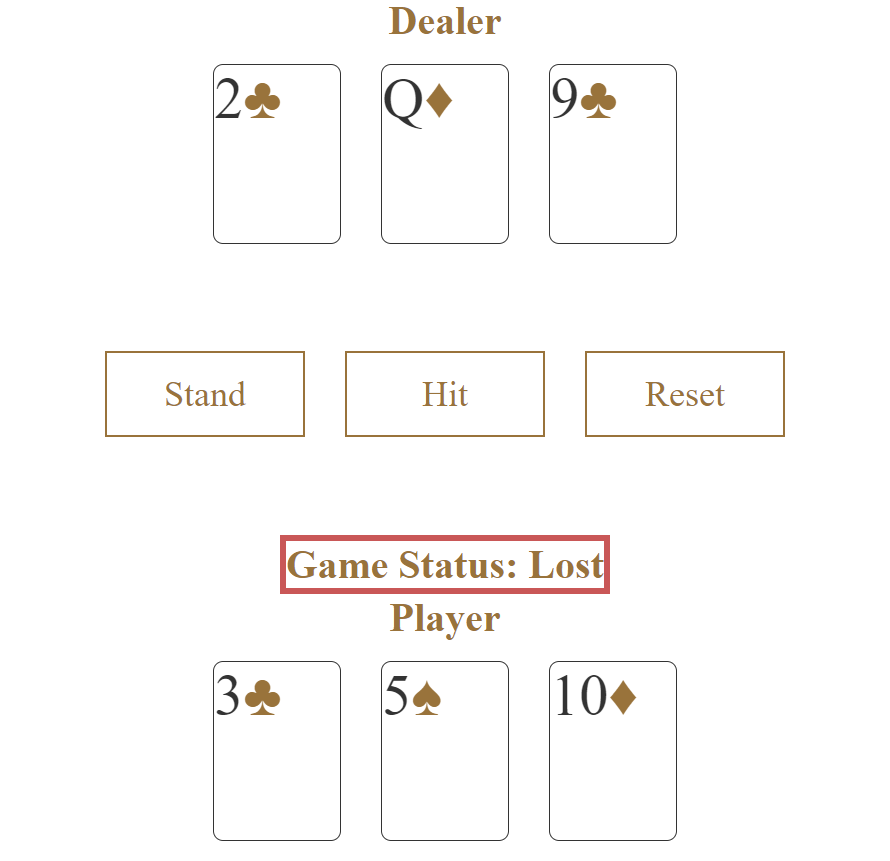 Dealer
2♣ Q♦ 9♣
Stand Hit Reset
Game Status: Lost
Player
3♣ 5♠ 10♦